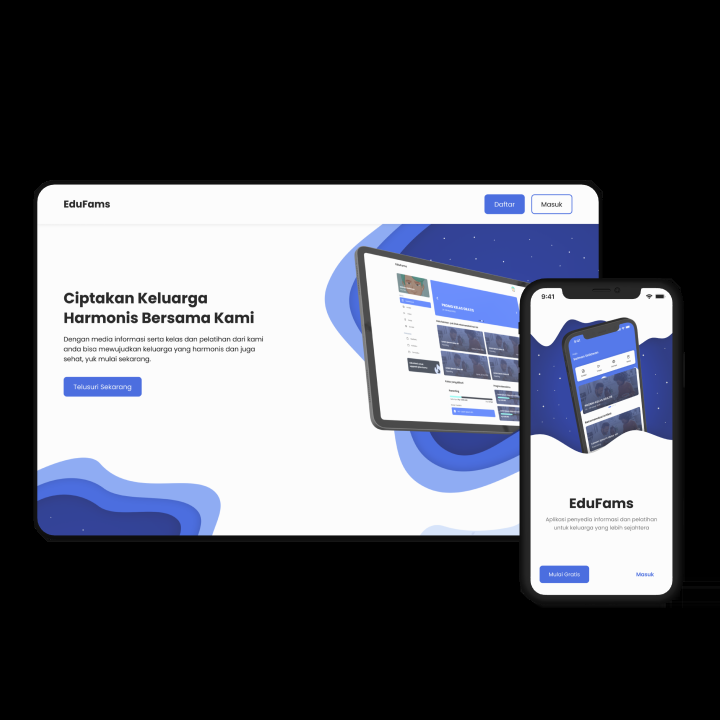 EduFams
Daftar
Masuk
Ciptakan Keluarga
Harmonis Bersama Kami
Dengan media informasi serta kelas dan pelatihan dari kami
anda bisa mewujudkan keluarga yang harmonis dan juga
sehat, yuk mulai sekarang.
Telusuri Sekarang
9:41
EduFams
Aplikasi penyedia informasi dan pelatihan
untuk keluarga yang lebih sejahtera
Mulai Gratis
Masuk